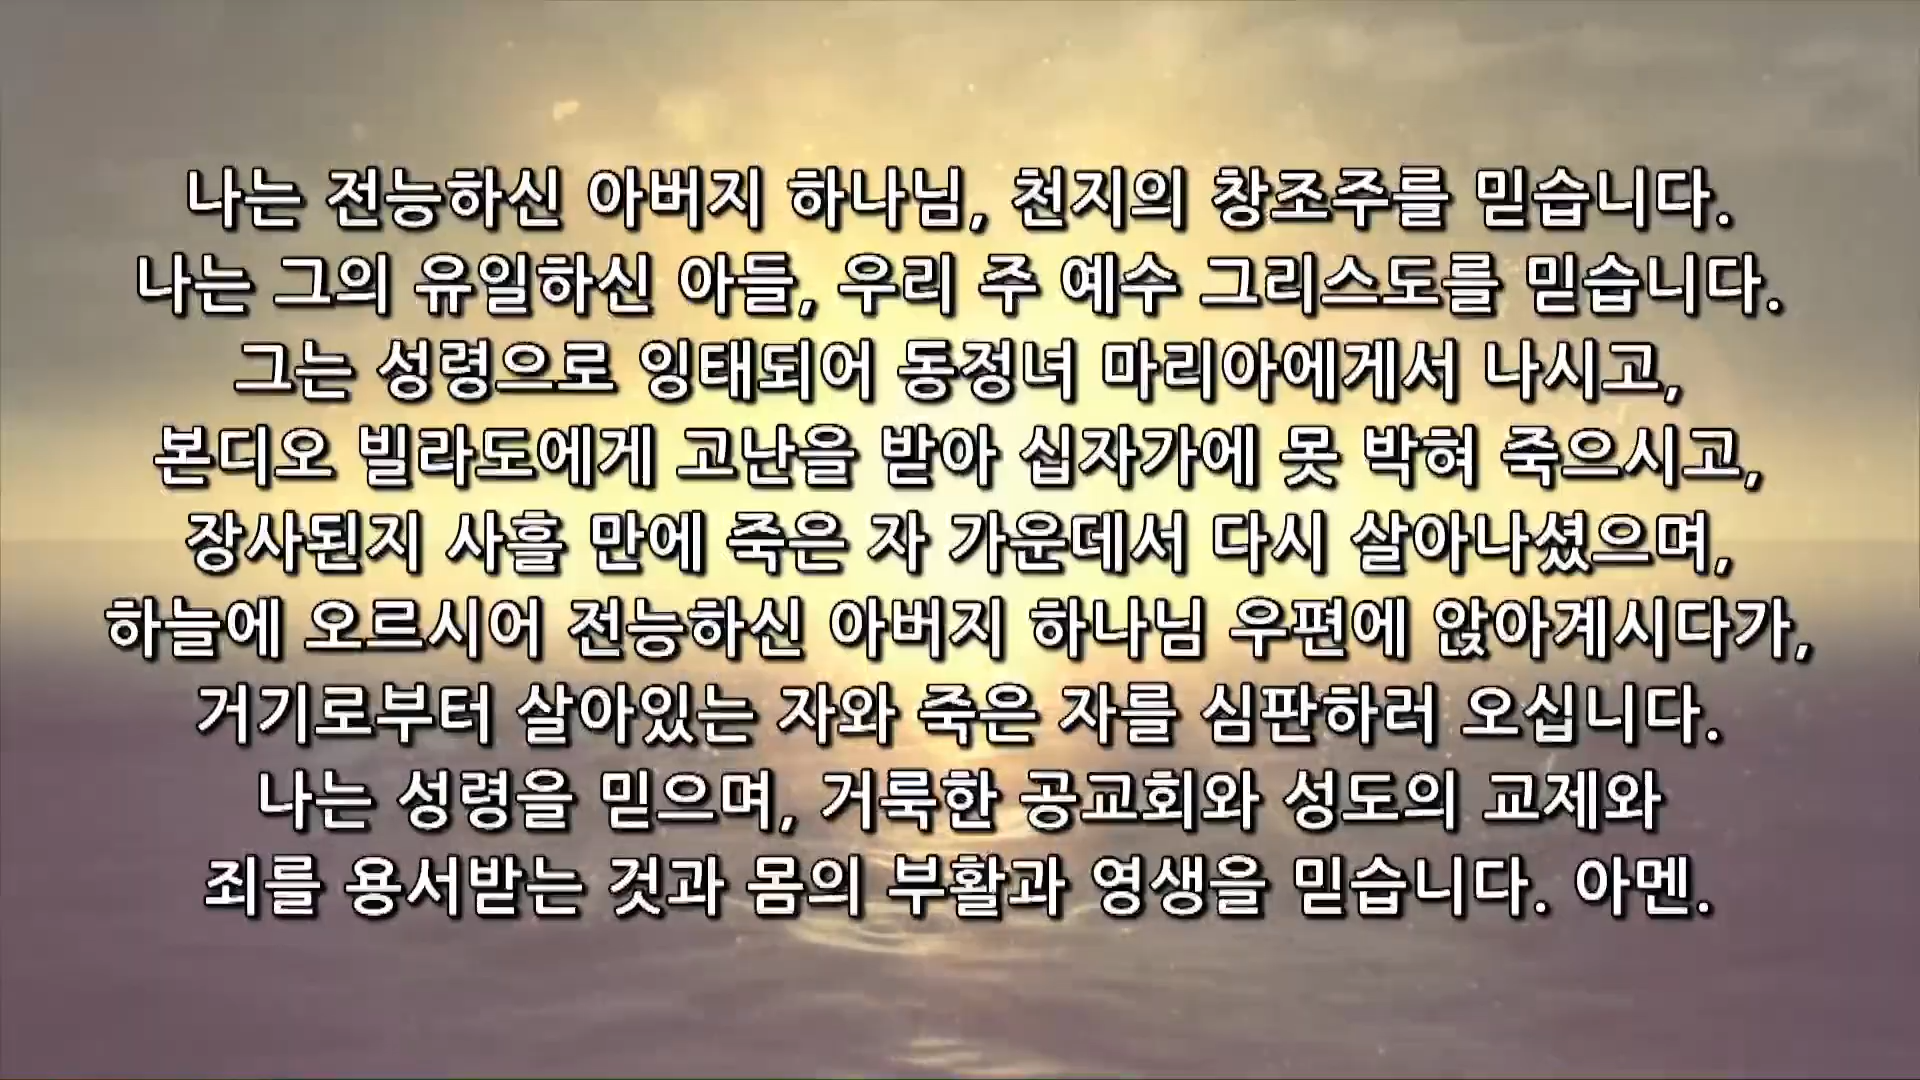 나는 전능하신 아버지 하나님, 천지의 창조주를 믿습니다.
나는 그의 유일하신 아들, 우리 주 예수 그리스도를 믿습니다.
그는 성령으로 잉태되어 동정녀 마리아에게서 나시고,
본디오 빌라도에게 고난을 받아 십자가에 못 박혀 죽으시고,
장사된지 사흘 만에 죽은 자 가운데서 다시 살아나셨으며,
하늘에 오르시어 전능하신 아버지 하나님 우편에 앉아계시다가,
거기로부터 살아있는 자와 죽은 자를 심판하러 오십니다.
나는 성령을 믿으며, 거룩한 공교회와 성도의 교제와
죄를 용서받는 것과 몸의 부활과 영생을 믿습니다. 아멘.